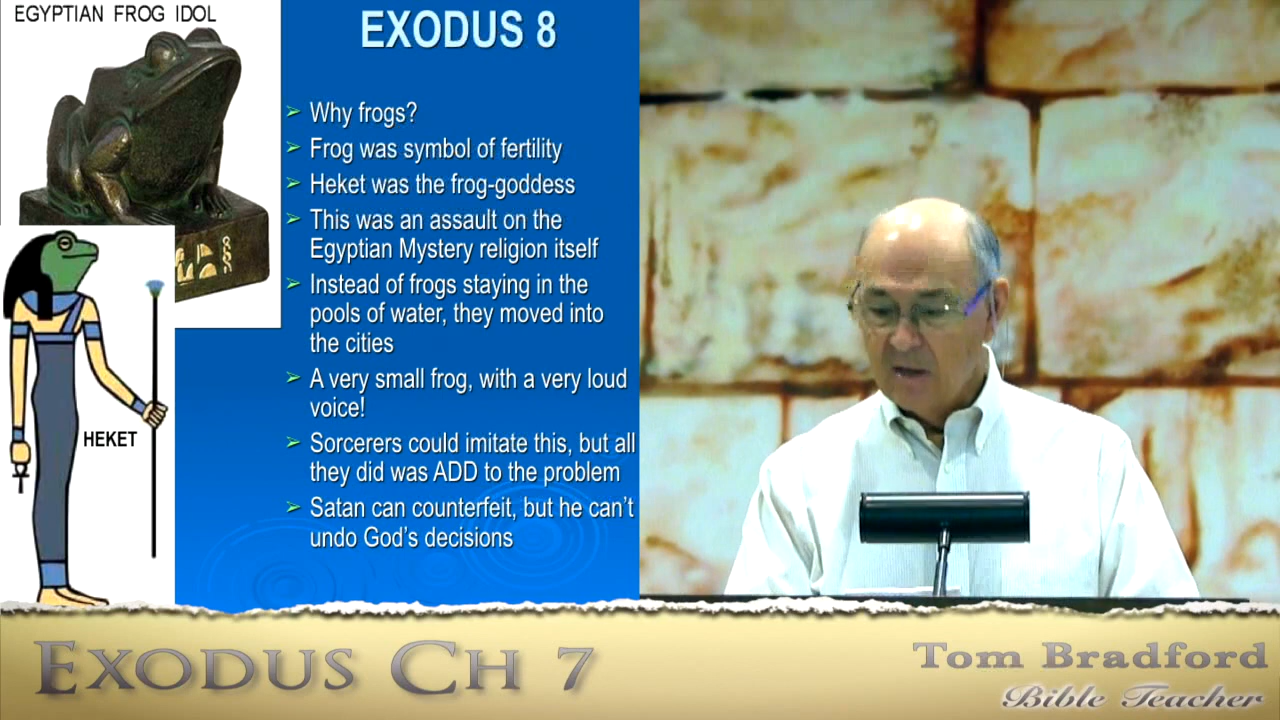 EGYPTIAN FROG IDOL
HEKET
EXODUS 8
➢ Why frogs?
➢ Frog was symbol of fertility
➢ Heket was the frog-goddess
➢ This was an assault on the
Egyptian Mystery religion itself
➢ Instead of frogs staying in the
pools of water, they moved into
the cities
➢ A very small frog, with a very loud
voice!
➢ Sorcerers could imitate this, but all
they did was ADD to the problem
➢ Satan can counterfeit, but he can't
undo God's decisions
EXODUS CH 7
Tom Bradford
Bible Teacher